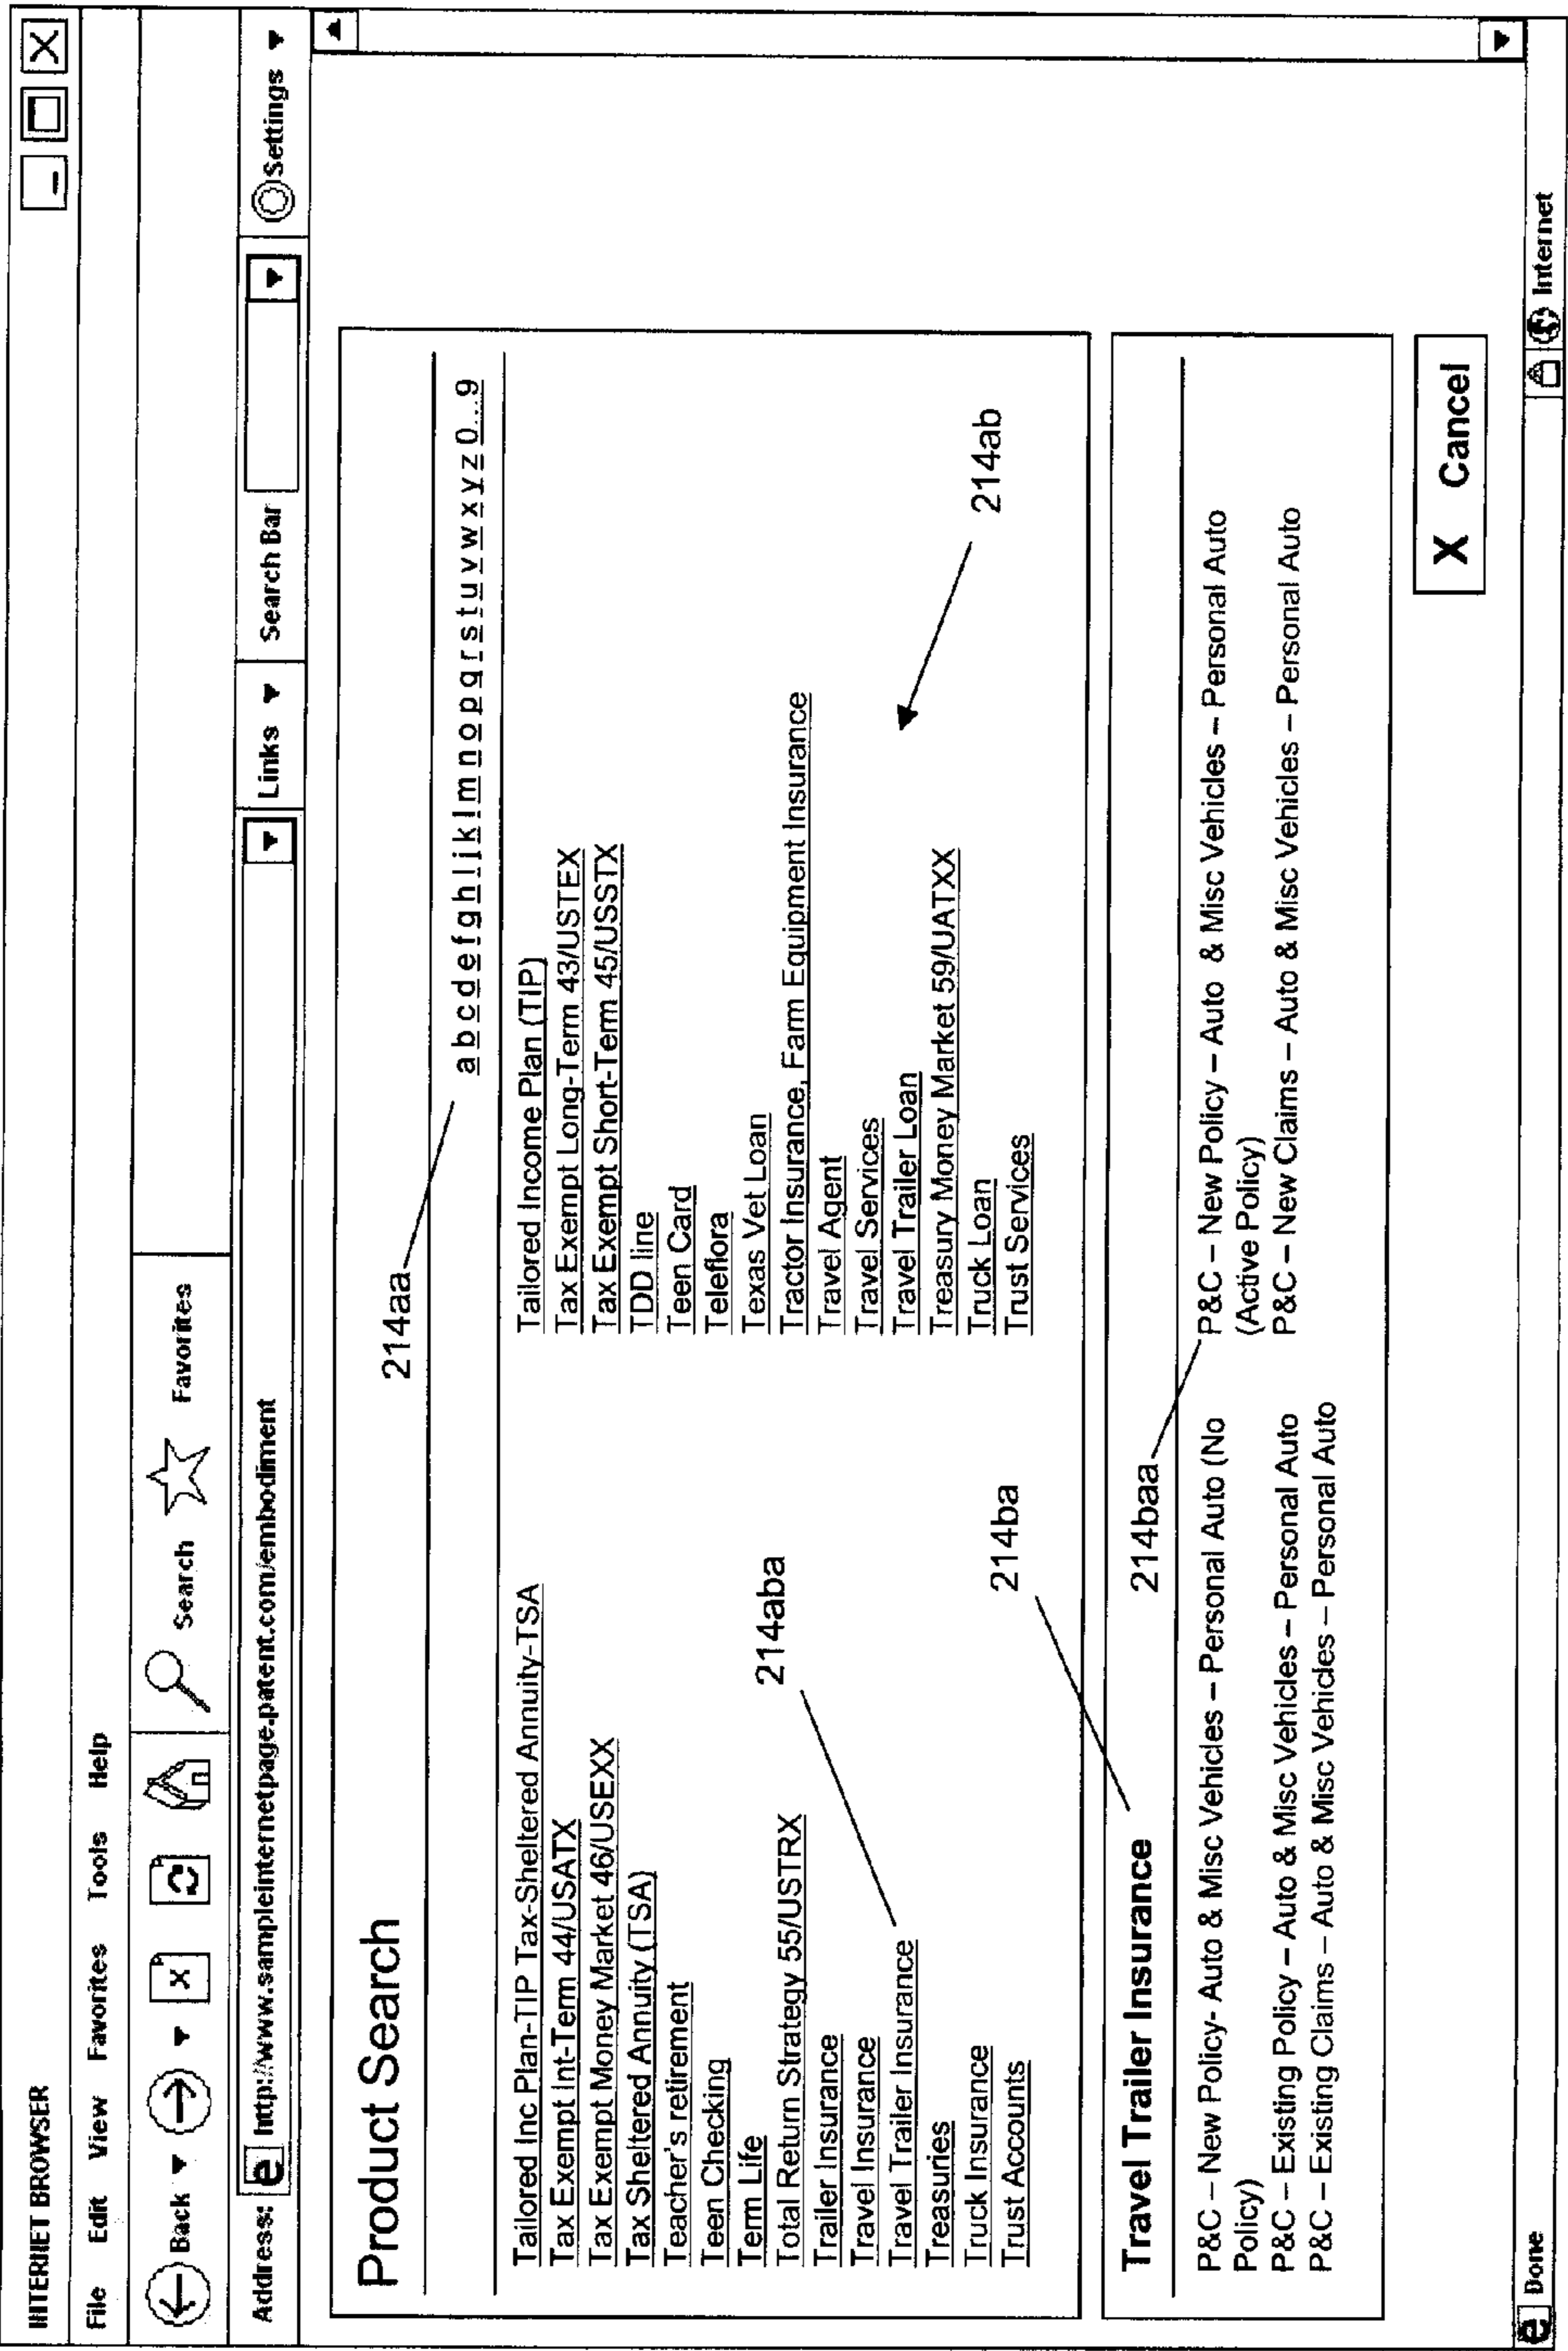 INTERNET BROWSER
File Edit View Favorites Tools Help
Back Search Favorites
Address: e http://www.sampleinternetpage.patent.com/embodiment Links Search Bar Settings
Product Search
214aa
a b c d e f g h i j k l m n o p q r s t u v w x y z 0...9
Tailored Inc Plan-TIP Tax-Sheltered Annuity-TSA
Tax Exempt Int-Term 44/USATX
Tax Exempt Money Market 46/USEXX
Tax Sheltered Annuity (TSA)
Teacher's retirement
Teen Checking
Term Life
Total Return Strategy 55/USTRX
Trailer Insurance
Travel Insurance
Travel Trailer Insurance
Treasuries
Truck Insurance
Trust Accounts
214aba
Tailored Income Plan (TIP)
Tax Exempt Long-Term 43/USTEX
Tax Exempt Short-Term 45/USSTX
TDD line
Teen Card
Teleflora
Texas Vet Loan
Tractor Insurance, Farm Equipment Insurance
Travel Agent
Travel Services
Travel Trailer Loan
Treasury Money Market 59/UATXX
Truck Loan
Trust Services
214ab
214ba
Travel Trailer Insurance
214baa
P&C – New Policy- Auto & Misc Vehicles – Personal Auto (No
Policy)
P&C – Existing Policy – Auto & Misc Vehicles – Personal Auto
P&C – Existing Claims – Auto & Misc Vehicles – Personal Auto
P&C – New Policy – Auto & Misc Vehicles – Personal Auto
(Active Policy)
P&C – New Claims – Auto & Misc Vehicles – Personal Auto
X Cancel
e Done Internet